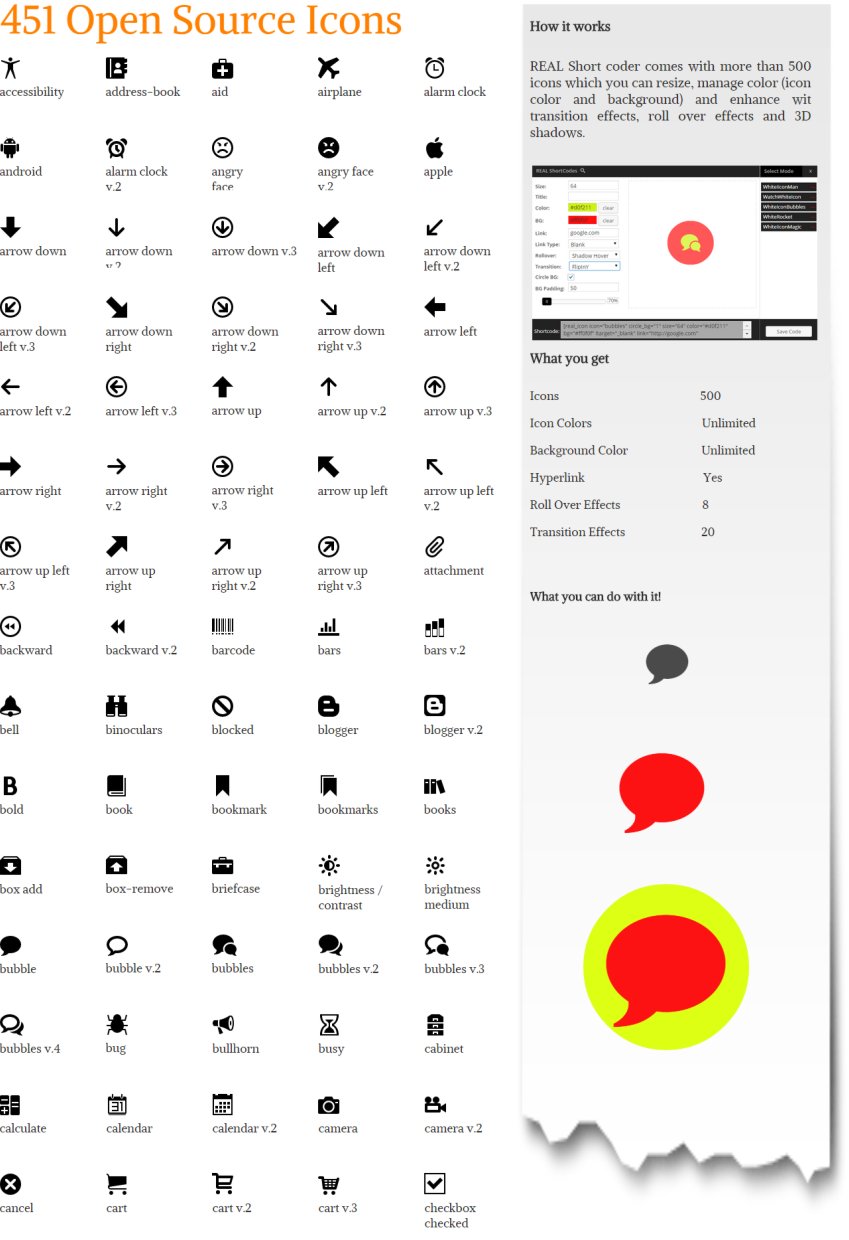 451 Open Source Icons
accessibility
address-book
aid
airplane
alarm clock
android
alarm clock
v.2
angry
face
angry face
v.2
apple
arrow down
arrow down
v.2
arrow down v.3
arrow down
left
arrow down
left v.2
arrow down
left v.3
arrow down
right
arrow down
right v.2
arrow down
right v.3
arrow left
arrow left v.2
arrow left v.3
arrow up
arrow up v.2
arrow up v.3
arrow right
arrow right
v.2
arrow right
v.3
arrow up left
arrow up left
v.2
arrow up left
v.3
arrow up
right
arrow up
right v.2
arrow up
right v.3
attachment
backward
backward v.2
barcode
bars
bars v.2
bell
binoculars
blocked
blogger
blogger v.2
B
bold
book
bookmark
bookmarks
books
box add
box-remove
briefcase
brightness /
contrast
brightness
medium
bubble
bubble v.2
bubbles
bubbles v.2
bubbles v.3
bubbles v.4
bug
bullhorn
busy
cabinet
calculate
31
calendar
calendar v.2
camera
camera v.2
cancel
cart
cart v.2
cart v.3
checkbox
checked
How it works
REAL Short coder comes with more than 500
icons which you can resize, manage color (icon
color and background) and enhance wit
transition effects, roll over effects and 3D
shadows.
REAL ShortCodes
Select Mode x
Size: 64
Title:
Color: #d0f211 clear
BG: clear
Link: google.com
Link Type: Blank
Rollover: Shadow Hover
Transition: flipinY
Circle BG:
BG Padding: 50
70%
WhiteIconMan
WatchWhiteIcon
WhiteIconBubbles
WhiteRocket
WhiteIconMagic
Shortcode: [real_icon icon="bubbles" circle_bg="1" size="64" color="#d0f211"
bg="#ff0f0f" ltarget="_blank" link="http://google.com"
Save Code
What you get
Icons 500
Icon Colors Unlimited
Background Color Unlimited
Hyperlink Yes
Roll Over Effects 8
Transition Effects 20
What you can do with it!